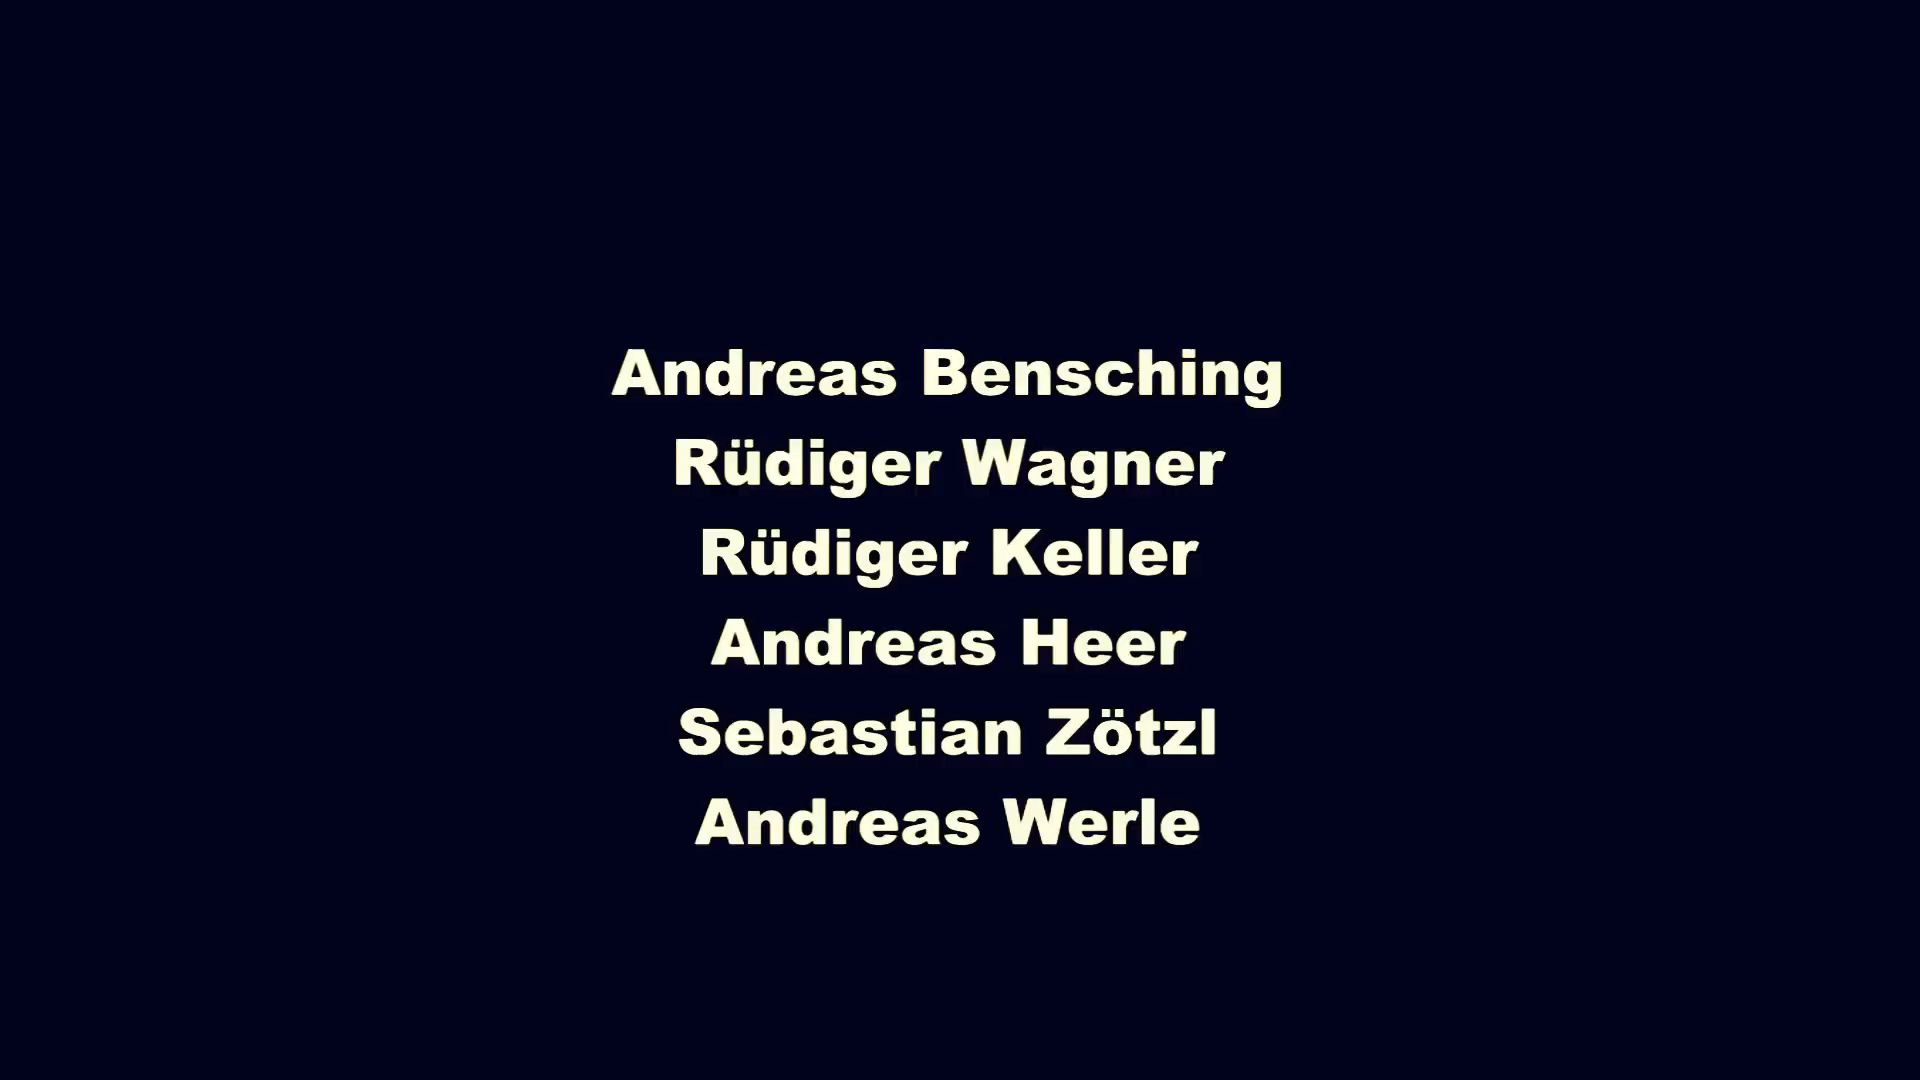 Andreas Bensching
Rüdiger Wagner
Rüdiger Keller
Andreas Heer
Sebastian Zötzl
Andreas Werle